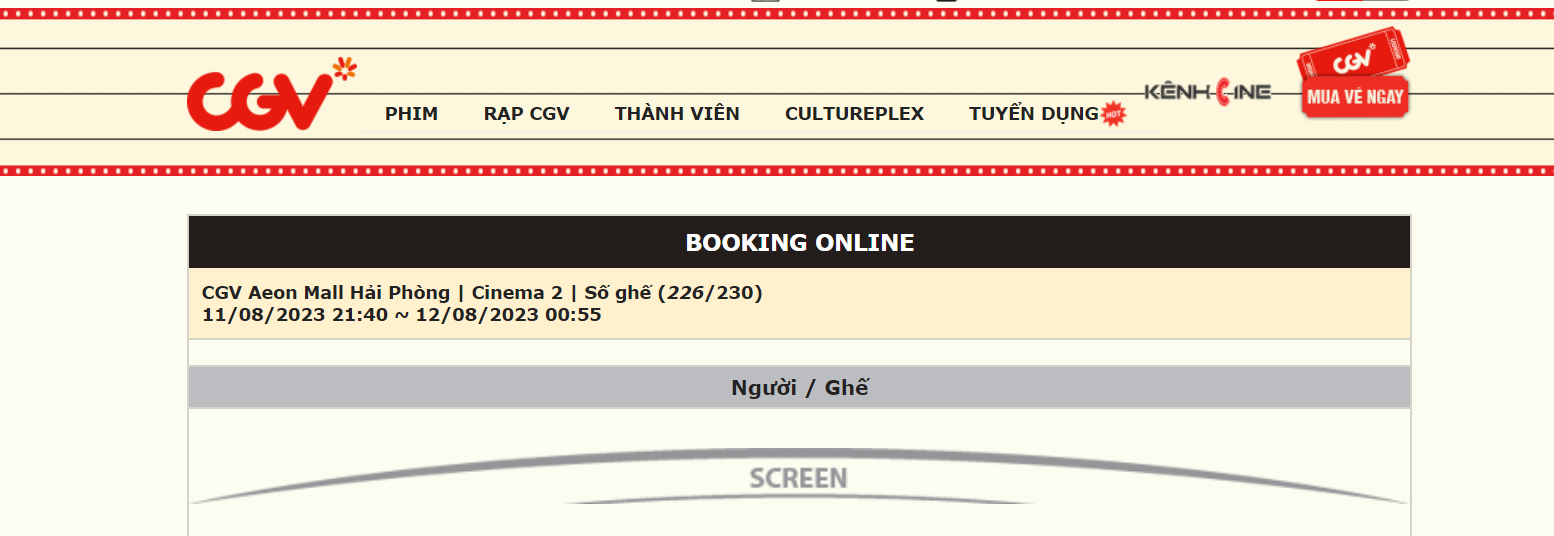 CGV
PHIM RẠP CGV THÀNH VIÊN CULTUREPLEX TUYỂN DỤNG HOT
KÊNH CINE
CGV
MUA VÉ NGAY
BOOKING ONLINE
CGV Aeon Mall Hải Phòng | Cinema 2 | Số ghế (226/230)
11/08/2023 21:40 ~ 12/08/2023 00:55
Người / Ghế
SCREEN